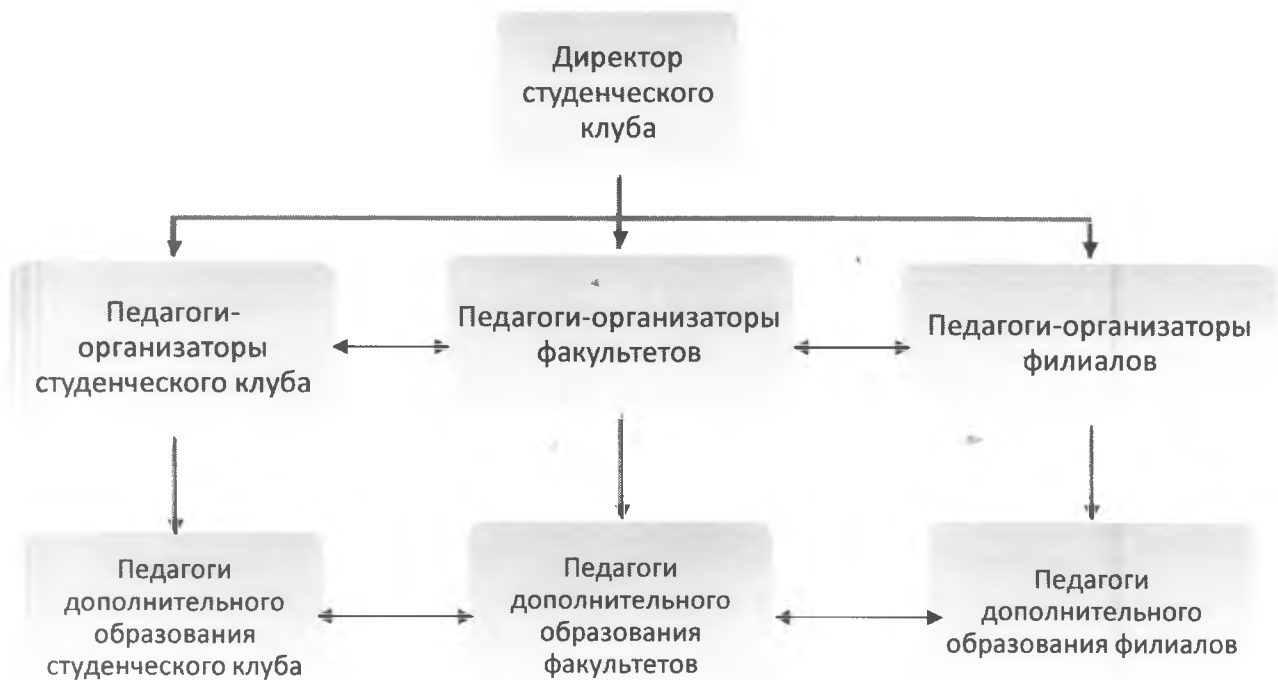 Директор
студенческого
клуба
Педагоги-
организаторы
студенческого клуба
Педагоги-организаторы
факультетов
Педагоги-организаторы
филиалов
Педагоги
дополнительного
образования
студенческого клуба
Педагоги
дополнительного
образования
факультетов
Педагоги
дополнительного
образования филиалов